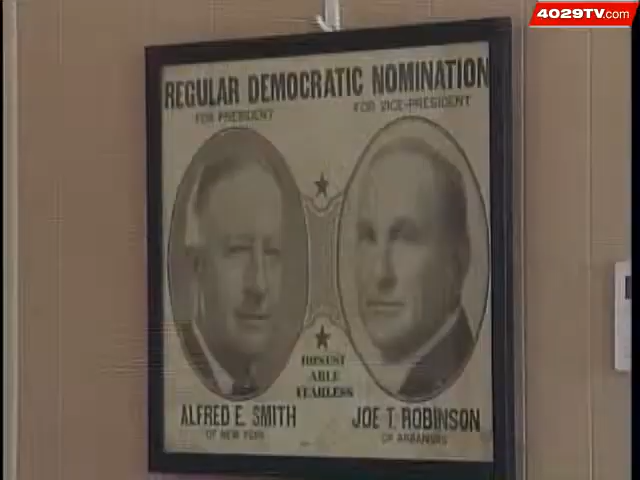 4029TV.com
REGULAR DEMOCRATIC NOMINATION
FOR PRESIDENT
FOR VICE-PRESIDENT
HONEST
ABLE
FEARLESS
ALFRED E. SMITH
OF NEW YORK
JOE T. ROBINSON
OF ARKANSAS